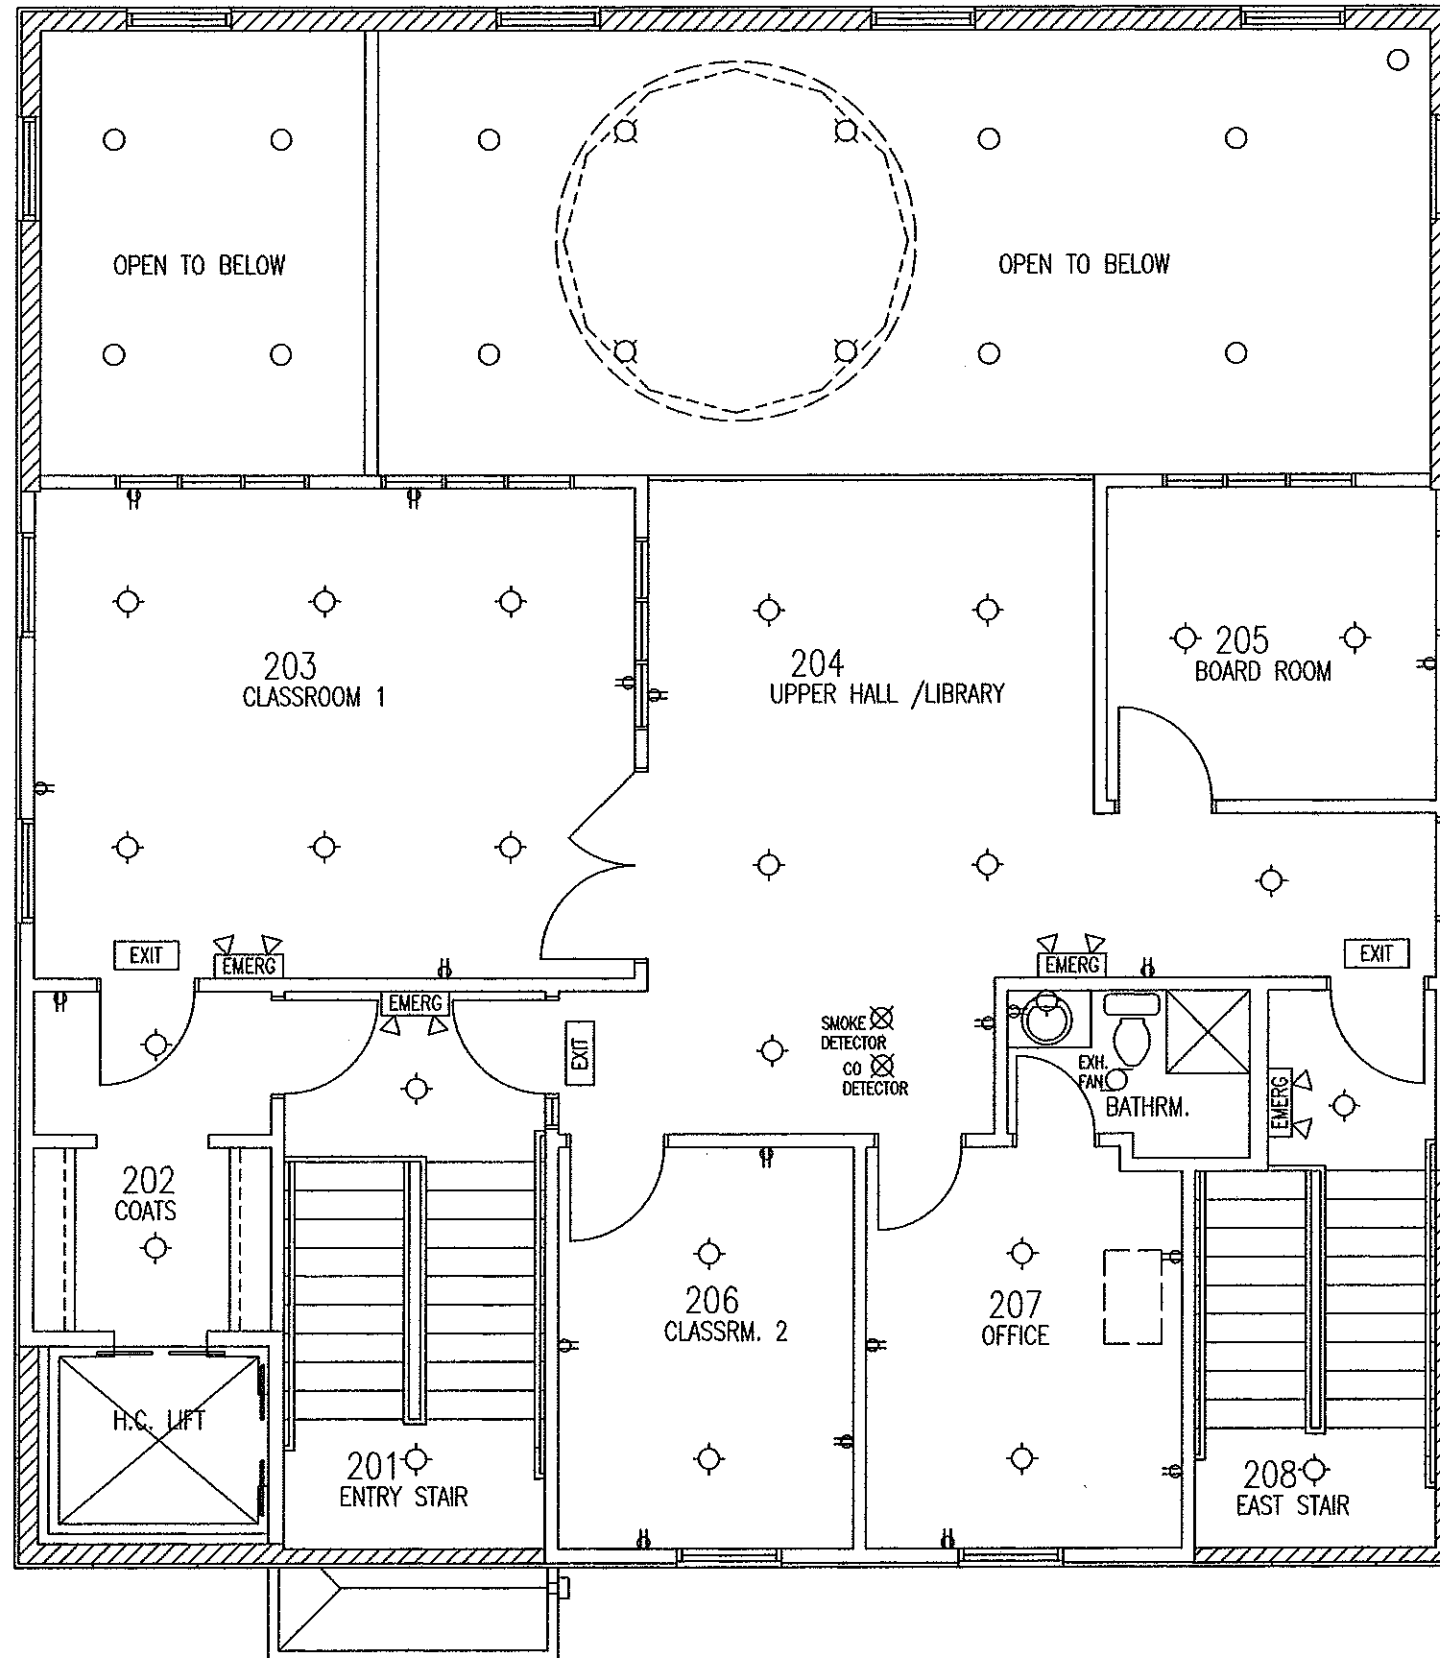 OPEN TO BELOW
OPEN TO BELOW
203
CLASSROOM 1
204
UPPER HALL /LIBRARY
205
BOARD ROOM
EXIT
EMERG
EMERG
EXIT
EMERG
EXIT
SMOKE
DETECTOR
CO
DETECTOR
EXH.
FAN
BATHRM.
EMERG
202
COATS
206
CLASSRM. 2
207
OFFICE
H.C. LIFT
201
ENTRY STAIR
208
EAST STAIR